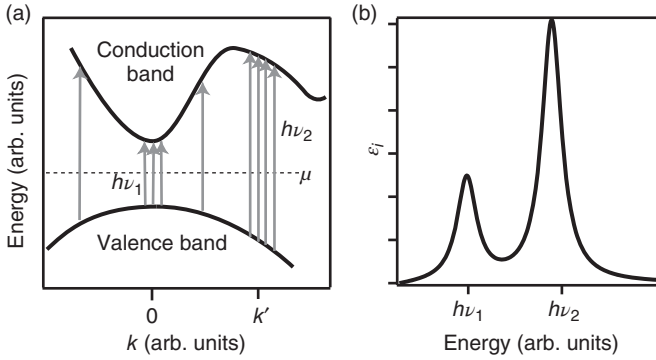 (a)
Conduction
band
hν₂
hν₁
μ
Valence band
Energy (arb. units)
0
k′
k (arb. units)
(b)
εᵢ
hν₁
hν₂
Energy (arb. units)